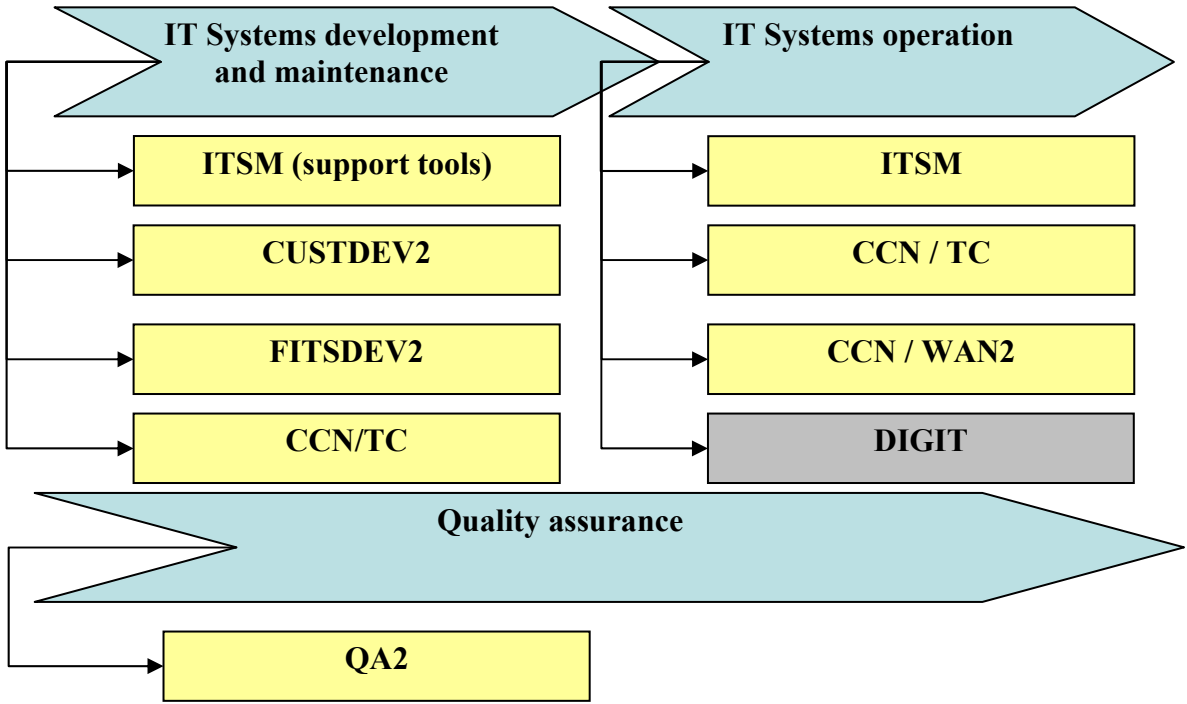 IT Systems development
and maintenance
IT Systems operation
ITSM (support tools)
ITSM
CUSTDEV2
CCN / TC
FITSDEV2
CCN / WAN2
CCN/TC
DIGIT
Quality assurance
QA2